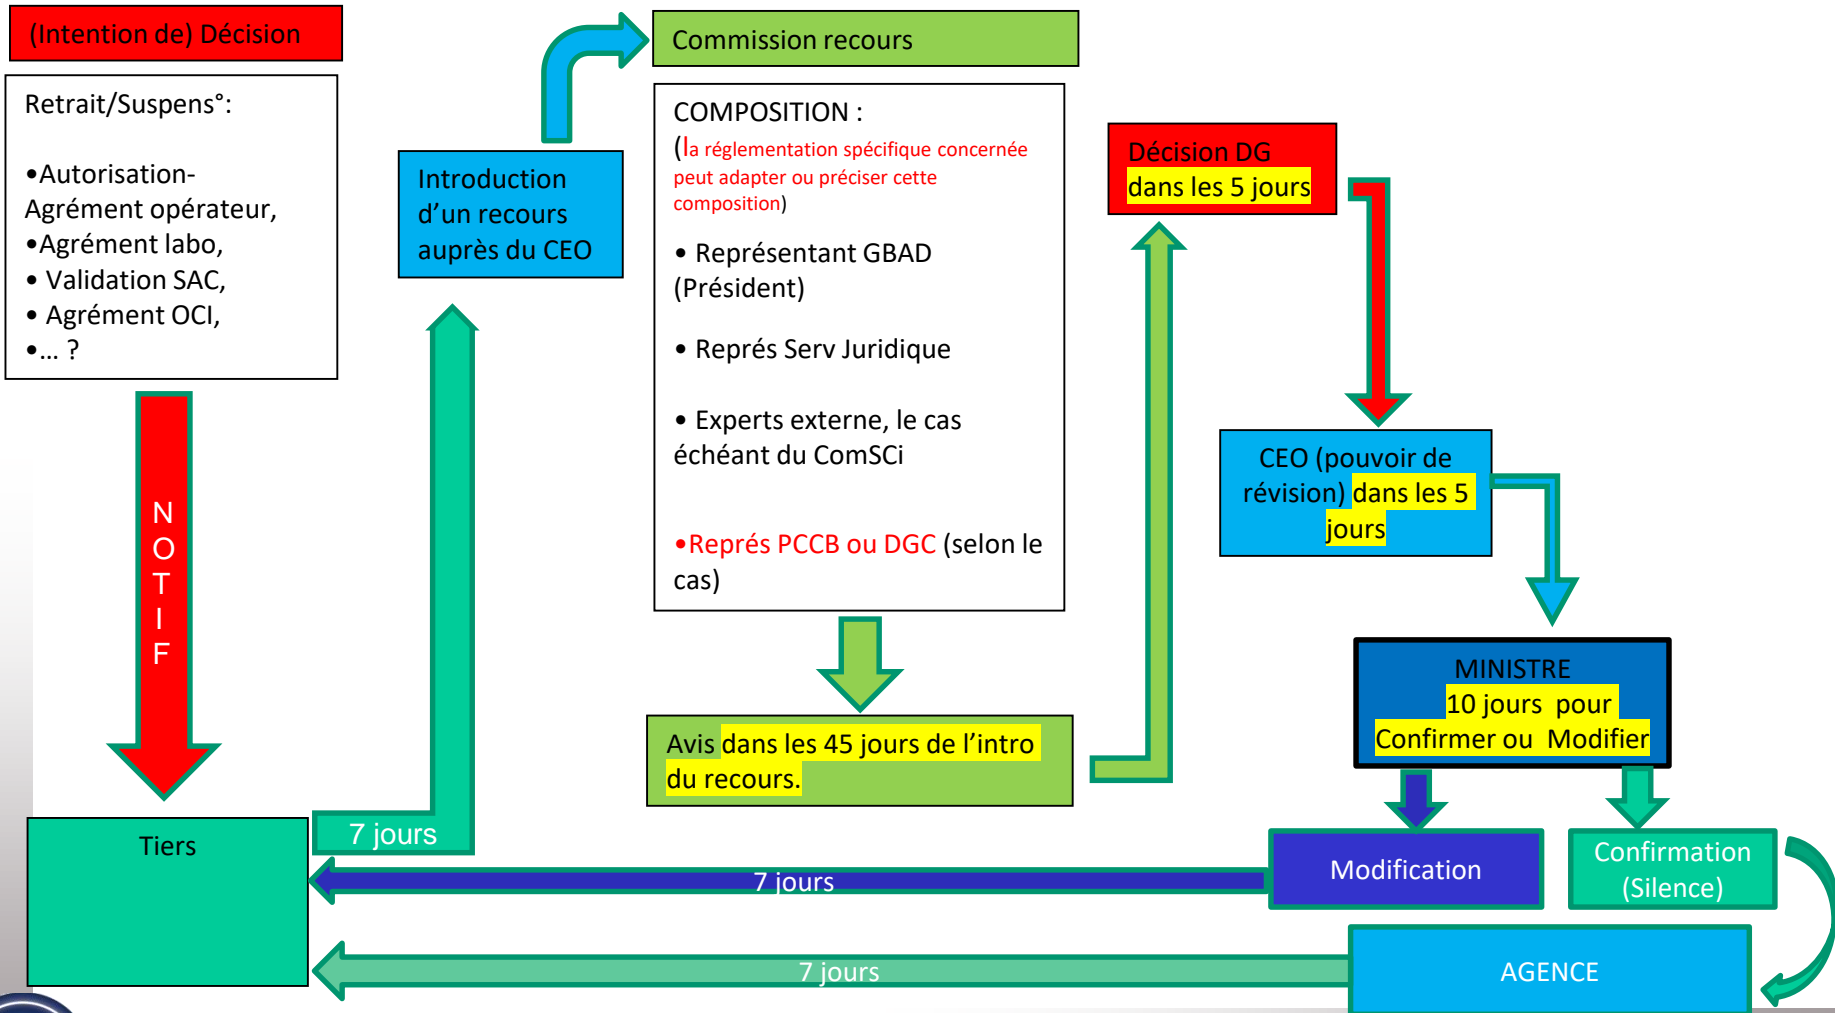 (Intention de) Décision
Retrait/Suspens°:
•Autorisation-
Agrément opérateur,
•Agrément labo,
• Validation SAC,
• Agrément OCI,
•... ?
N
O
T
I
F
Tiers
7 jours
Introduction
d’un recours
auprès du CEO
Commission recours
COMPOSITION :
(la réglementation spécifique concernée
peut adapter ou préciser cette
composition)
• Représentant GBAD
(Président)
• Représ Serv Juridique
• Experts externe, le cas
échéant du ComSCi
•Représ PCCB ou DGC (selon le
cas)
Avis dans les 45 jours de l’intro
du recours.
Décision DG
dans les 5 jours
CEO (pouvoir de
révision) dans les 5
jours
MINISTRE
10 jours pour
Confirmer ou Modifier
Modification
Confirmation
(Silence)
7 jours
AGENCE
7 jours